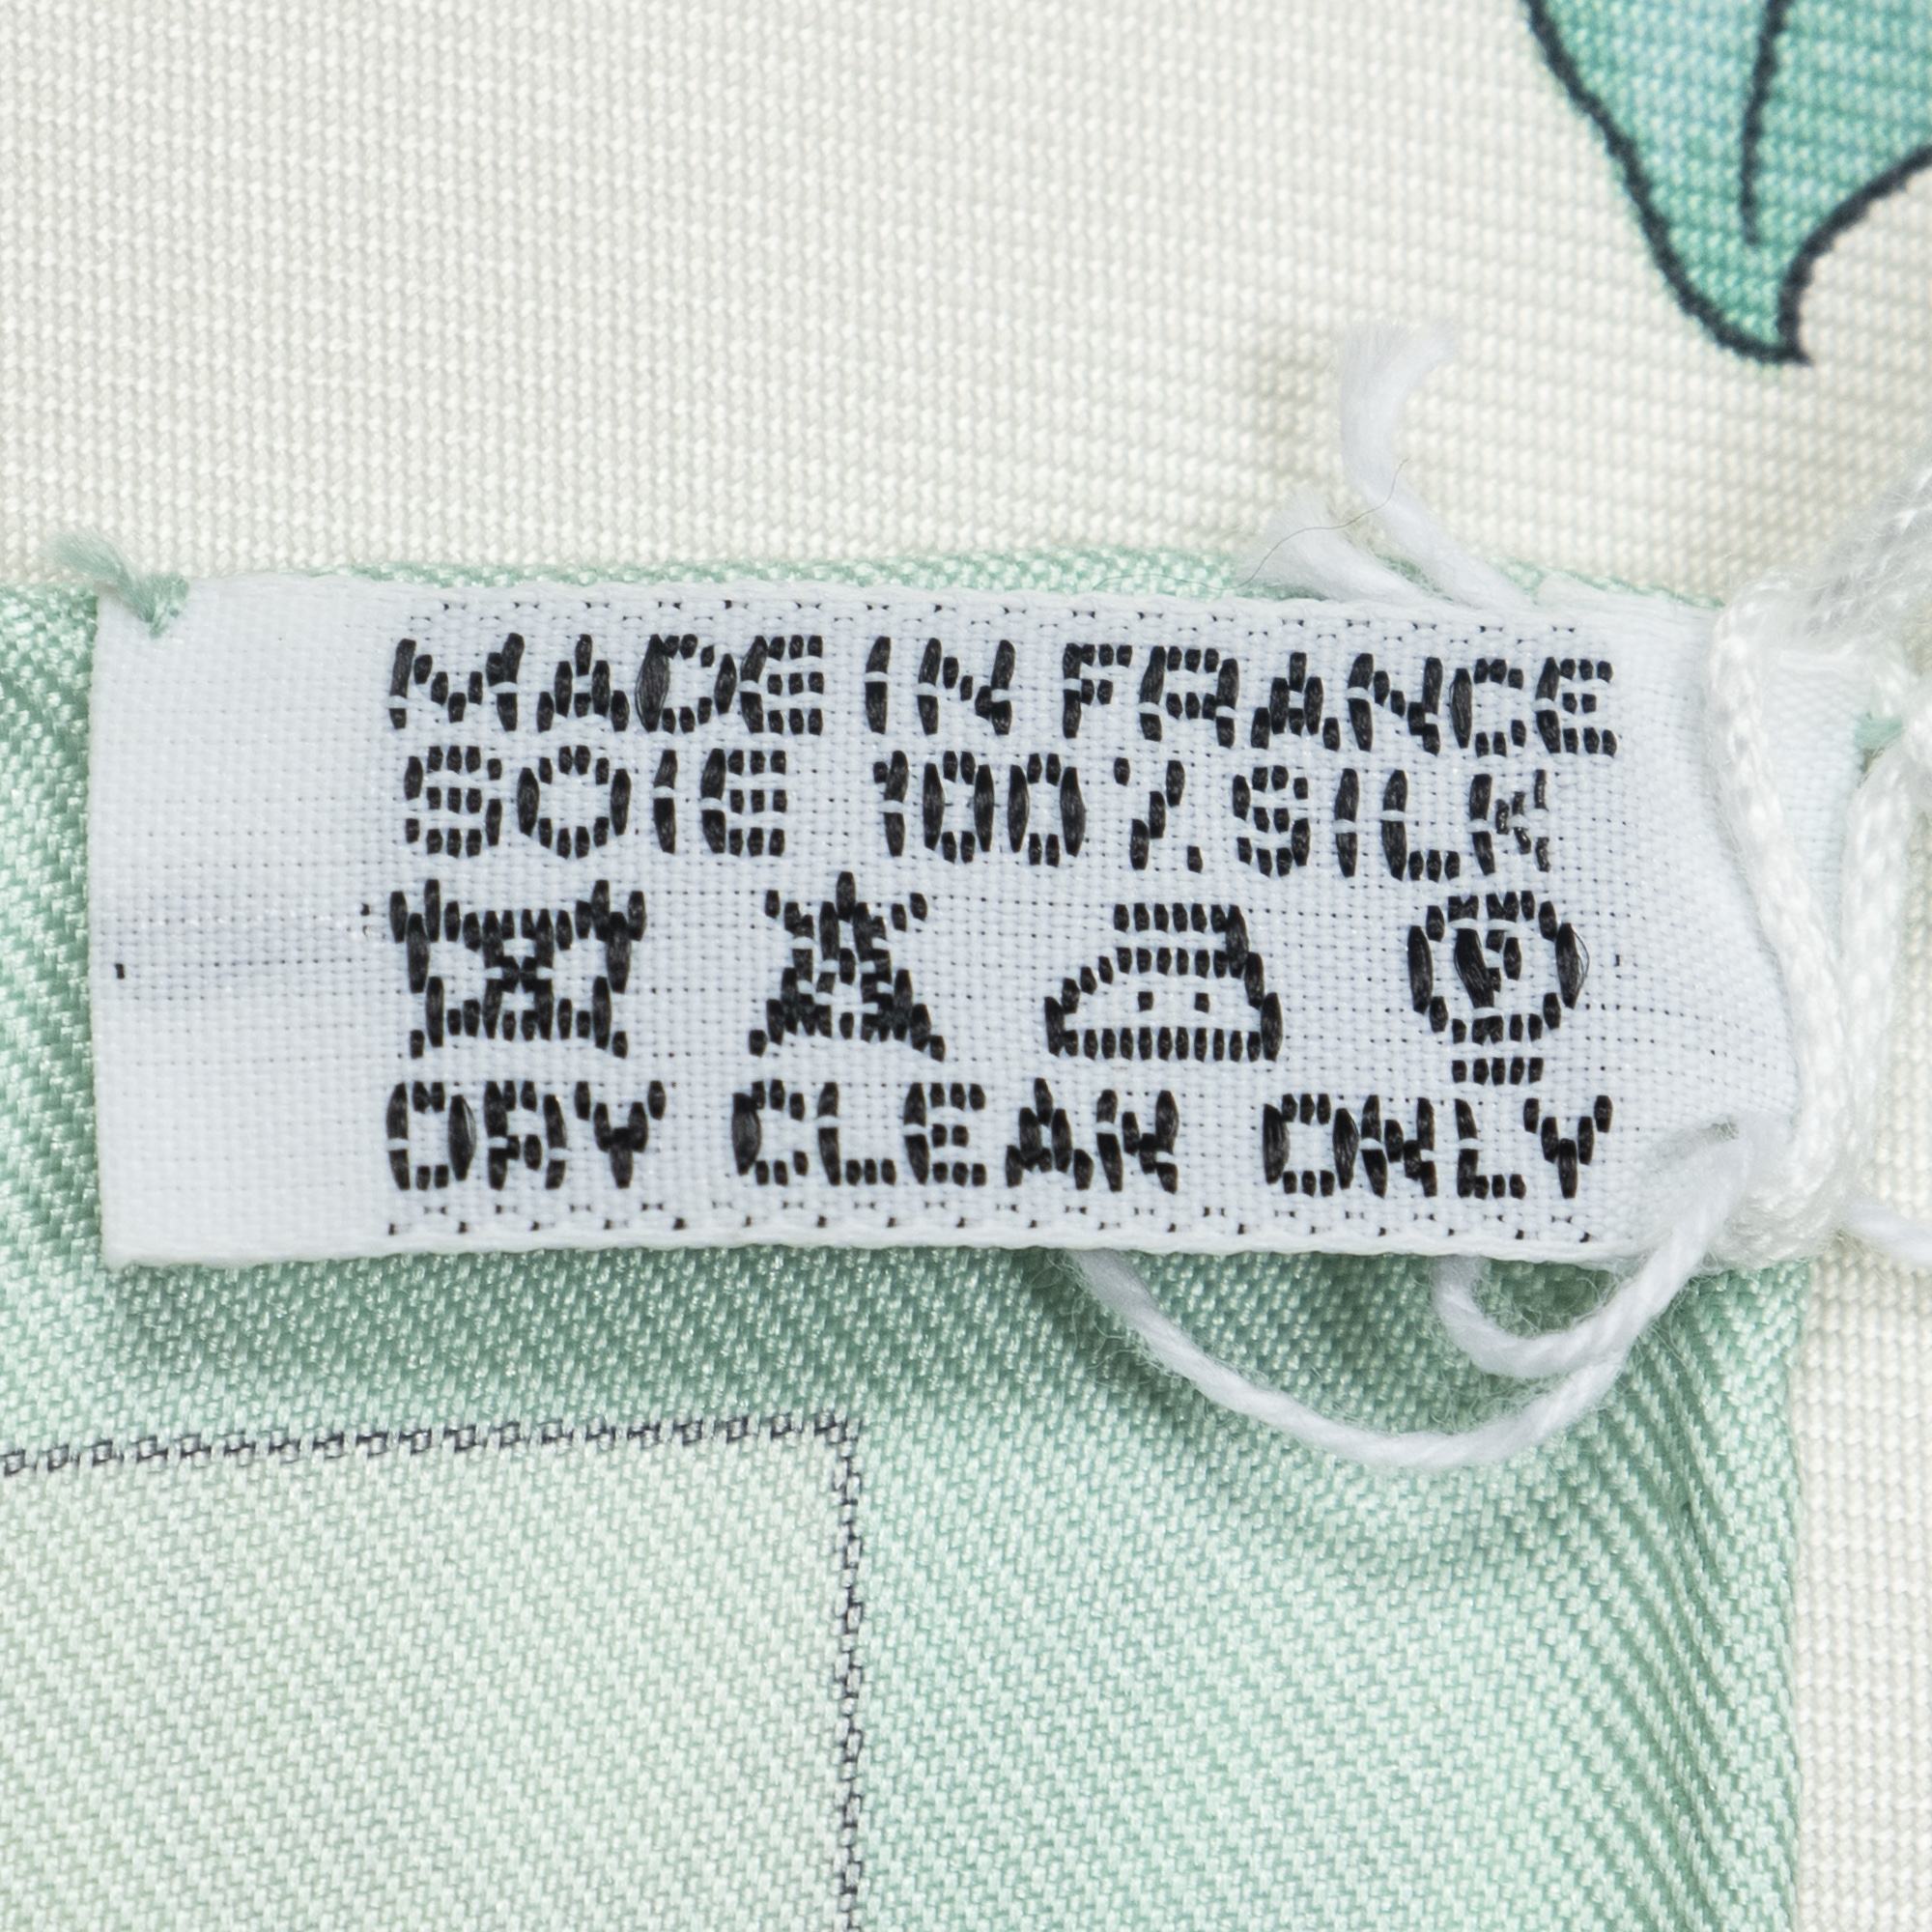 MADE IN FRANCE
SOIE 100% SILK
P
DRY CLEAN ONLY